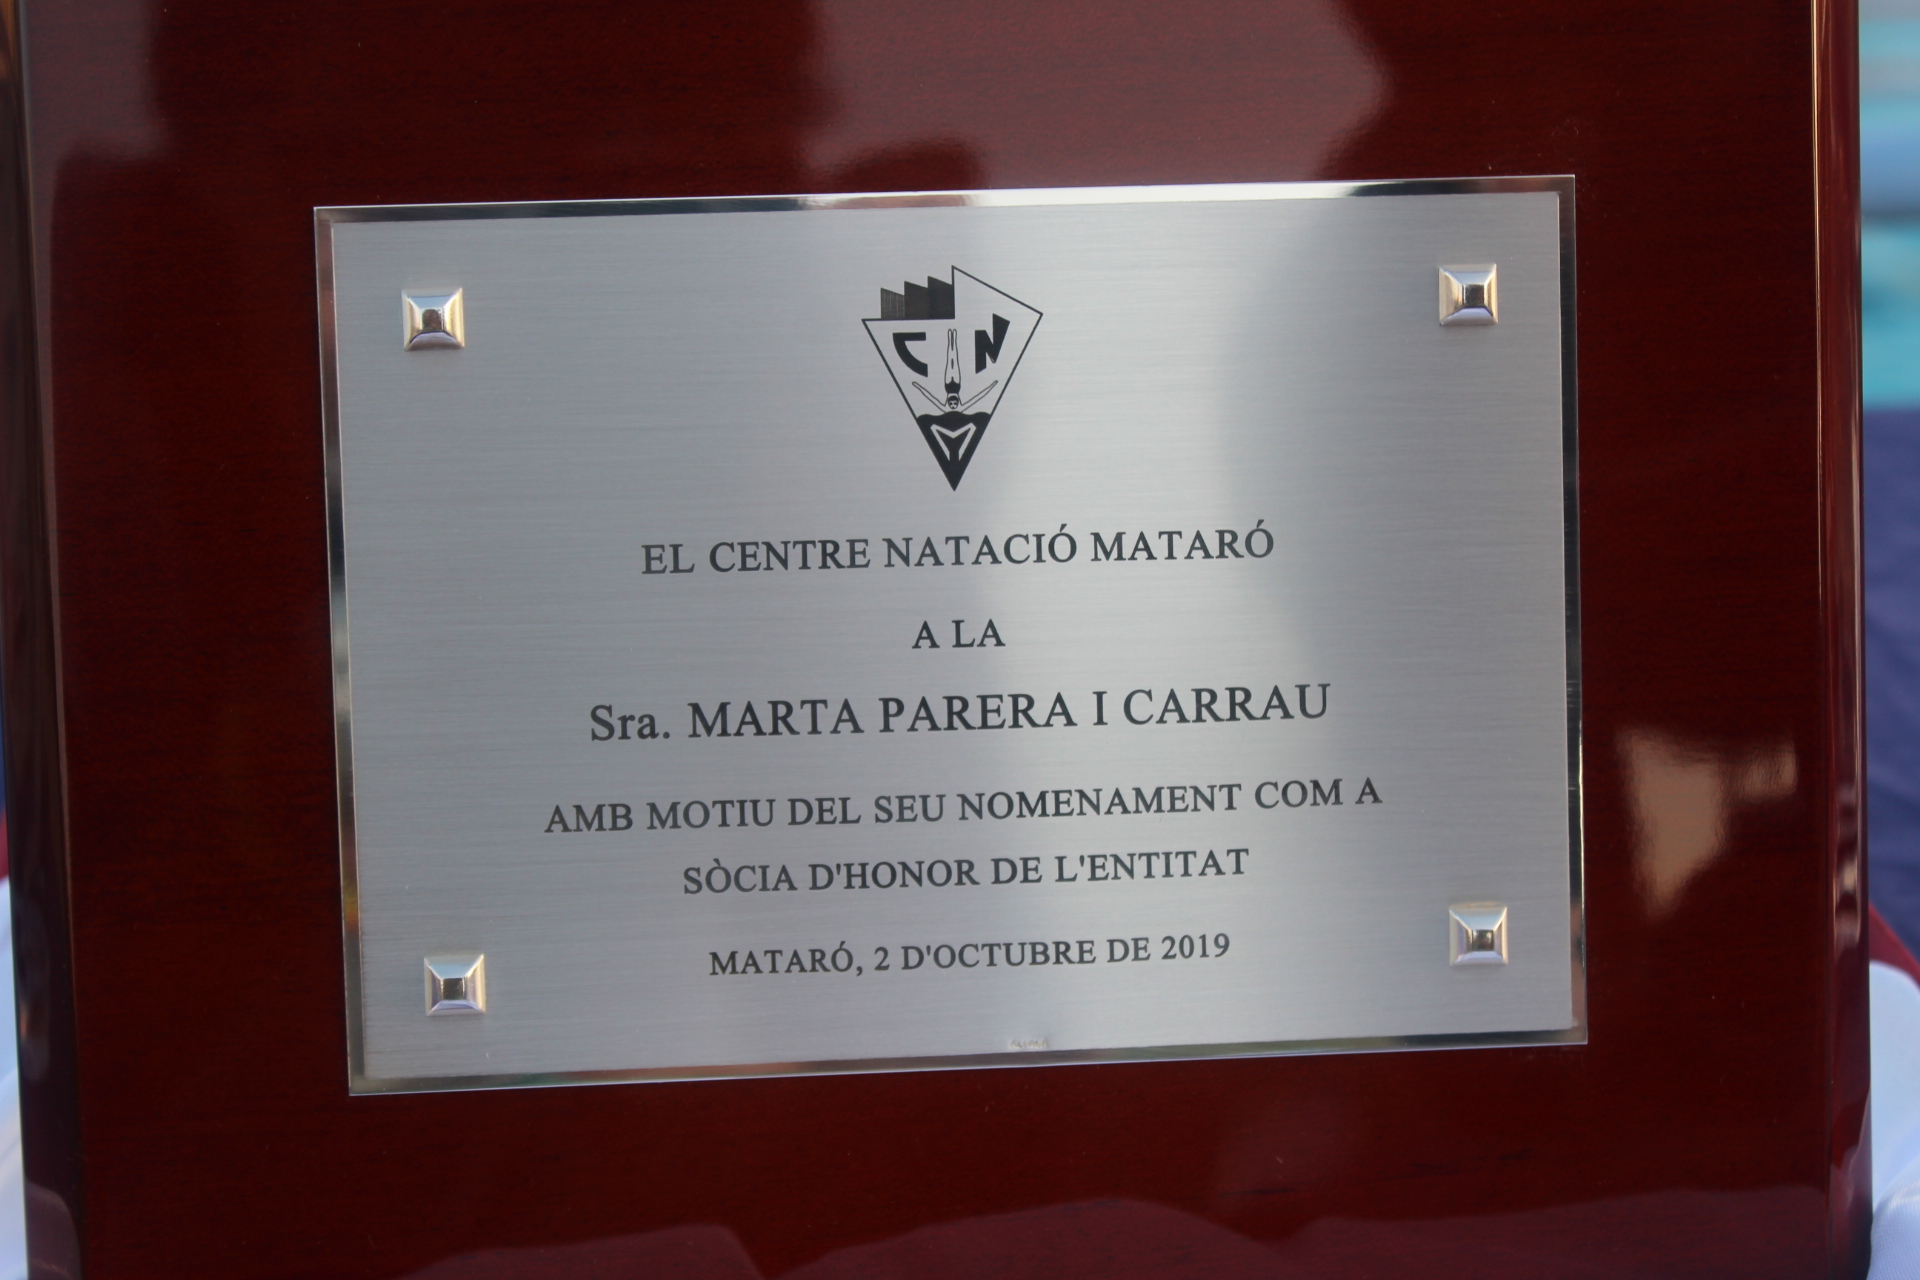 C N
M
EL CENTRE NATACIÓ MATARÓ
A LA
Sra. MARTA PARERA I CARRAU
AMB MOTIU DEL SEU NOMENAMENT COM A
SÒCIA D'HONOR DE L'ENTITAT
MATARÓ, 2 D'OCTUBRE DE 2019